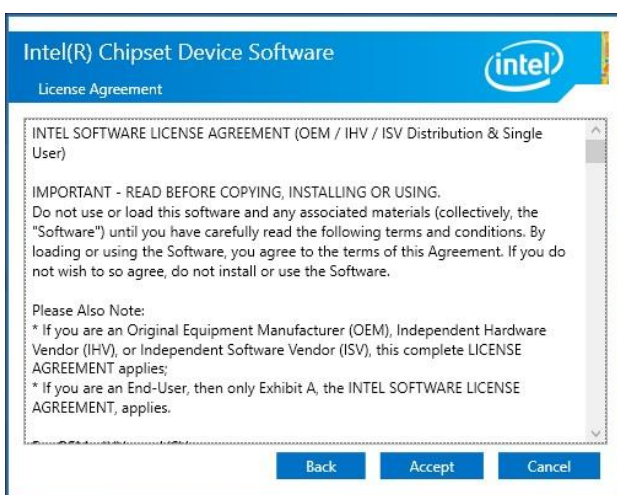 Intel(R) Chipset Device Software
intel
License Agreement
INTEL SOFTWARE LICENSE AGREEMENT (OEM / IHV / ISV Distribution & Single
User)
IMPORTANT - READ BEFORE COPYING, INSTALLING OR USING.
Do not use or load this software and any associated materials (collectively, the
"Software") until you have carefully read the following terms and conditions. By
loading or using the Software, you agree to the terms of this Agreement. If you do
not wish to so agree, do not install or use the Software.
Please Also Note:
* If you are an Original Equipment Manufacturer (OEM), Independent Hardware
Vendor (IHV), or Independent Software Vendor (ISV), this complete LICENSE
AGREEMENT applies;
* If you are an End-User, then only Exhibit A, the INTEL SOFTWARE LICENSE
AGREEMENT, applies.
Back Accept Cancel